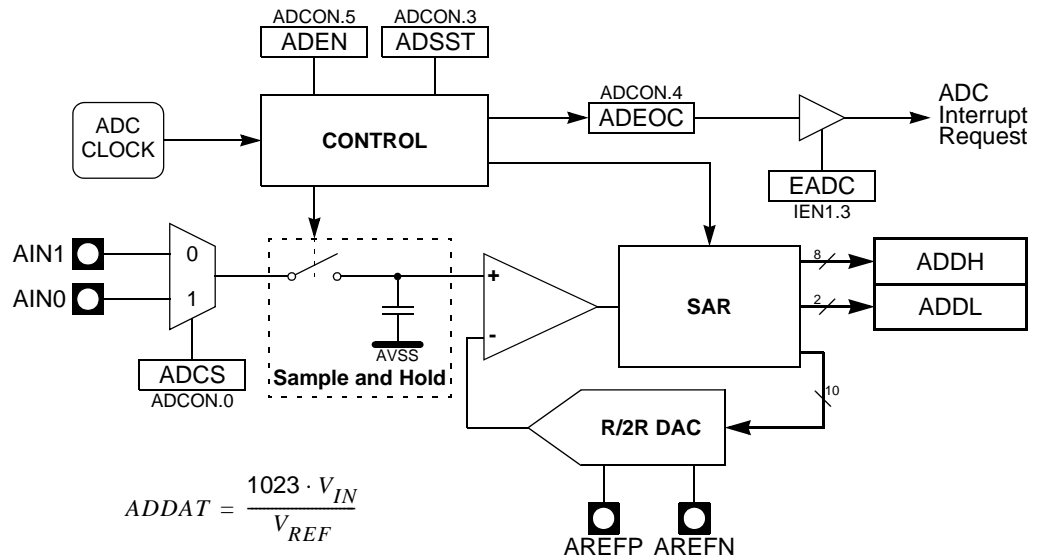 ADCON.5
ADEN
ADCON.3
ADSST
ADC
CLOCK
CONTROL
ADCON.4
ADEOC
ADC
Interrupt
Request
EADC
IEN1.3
AIN1
0
AIN0
1
ADCS
ADCON.0
AVSS
Sample and Hold
+
-
SAR
8
ADDH
2
ADDL
10
R/2R DAC
AREFP
AREFN
ADDAT = 1023 · V_IN / V_REF